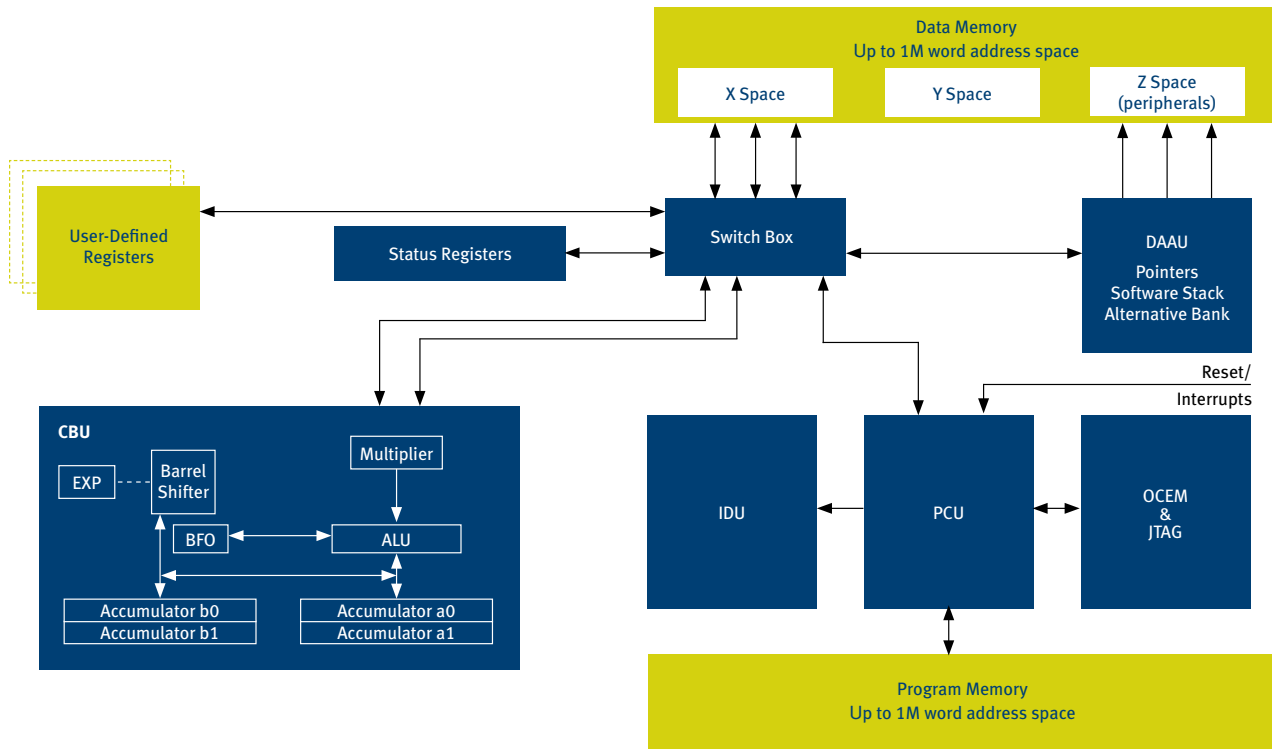 Data Memory
Up to 1M word address space
X Space
Y Space
Z Space
(peripherals)
User-Defined
Registers
Status Registers
Switch Box
DAAU
Pointers
Software Stack
Alternative Bank
Reset/
Interrupts
CBU
EXP
Barrel
Shifter
Multiplier
BFO
ALU
Accumulator b0
Accumulator b1
Accumulator a0
Accumulator a1
IDU
PCU
OCEM
&
JTAG
Program Memory
Up to 1M word address space